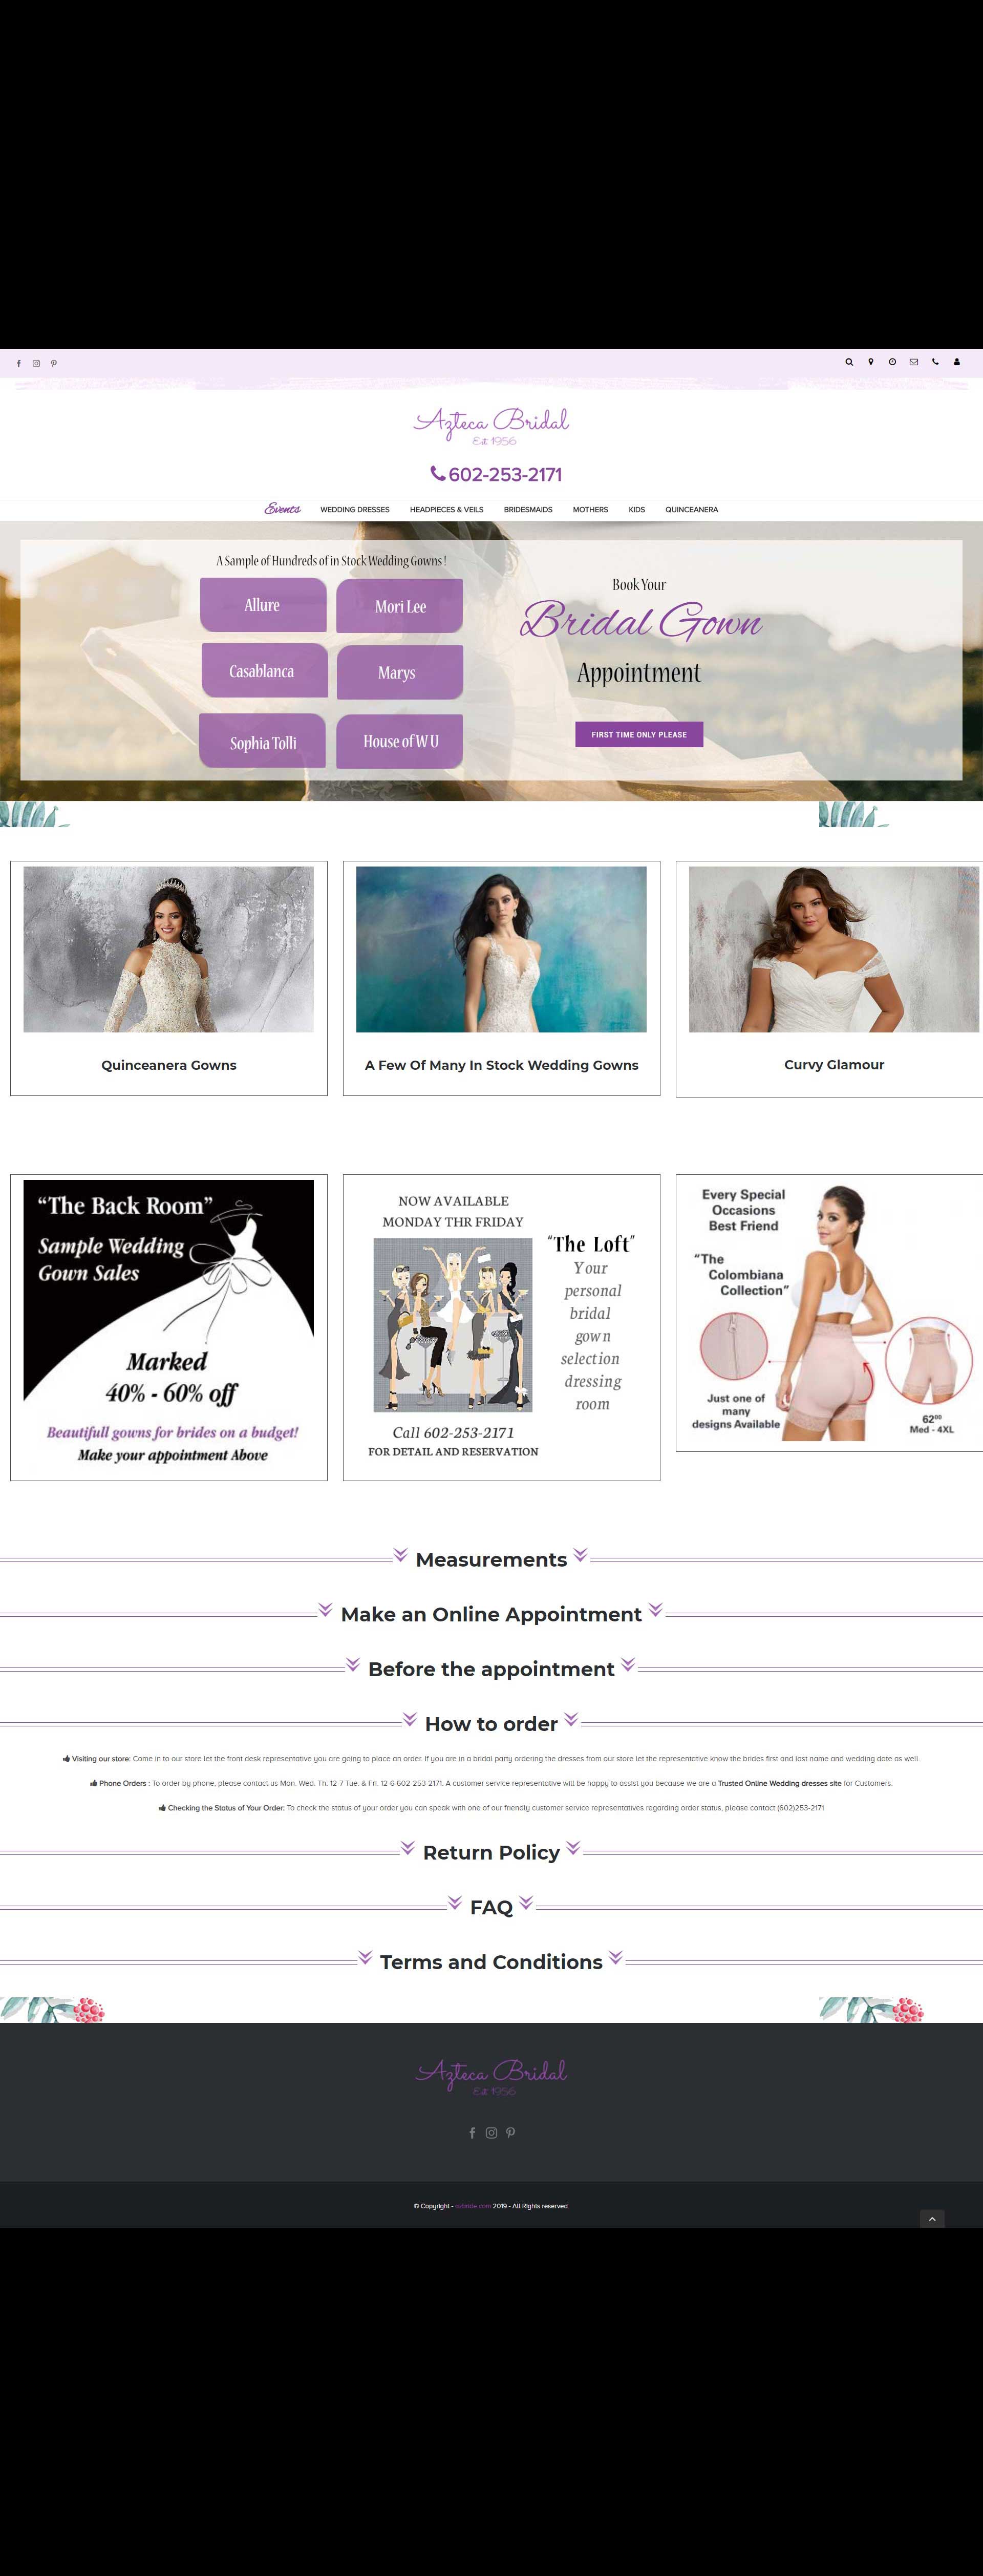 Azteca Bridal
Est 1956
602-253-2171
Events WEDDING DRESSES HEADPIECES & VEILS BRIDESMAIDS MOTHERS KIDS QUINCEANERA
A Sample of Hundreds of in Stock Wedding Gowns !
Allure
Mori Lee
Casablanca
Marys
Sophia Tolli
House of W U
Book Your
Bridal Gown
Appointment
FIRST TIME ONLY PLEASE
Quinceanera Gowns
A Few Of Many In Stock Wedding Gowns
Curvy Glamour
“The Back Room”
Sample Wedding
Gown Sales
Marked
40% - 60% off
Beautifull gowns for brides on a budget!
Make your appointment Above
NOW AVAILABLE
MONDAY THR FRIDAY
“The Loft”
Your
personal
bridal
gown
selection
dressing
room
Call 602-253-2171
FOR DETAIL AND RESERVATION
Every Special
Occasions
Best Friend
“The
Colombiana
Collection”
Just one of
many
designs Available
62⁰⁰
Med - 4XL
Measurements
Make an Online Appointment
Before the appointment
How to order
Visiting our store: Come in to our store let the front desk representative you are going to place an order. If you are in a bridal party ordering the dresses from our store let the representative know the brides first and last name and wedding date as well.
Phone Orders : To order by phone, please contact us Mon. Wed. Th. 12-7 Tue. & Fri. 12-6 602-253-2171. A customer service representative will be happy to assist you because we are a Trusted Online Wedding dresses site for Customers.
Checking the Status of Your Order: To check the status of your order you can speak with one of our friendly customer service representatives regarding order status, please contact (602)253-2171
Return Policy
FAQ
Terms and Conditions
Azteca Bridal
Est 1956
© Copyright - azbride.com 2019 - All Rights reserved.